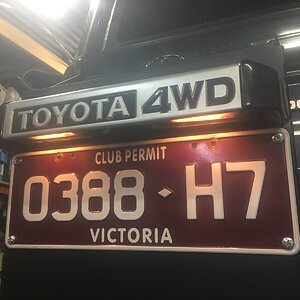 TOYOTA 4WD
CLUB PERMIT
0388·H7
VICTORIA